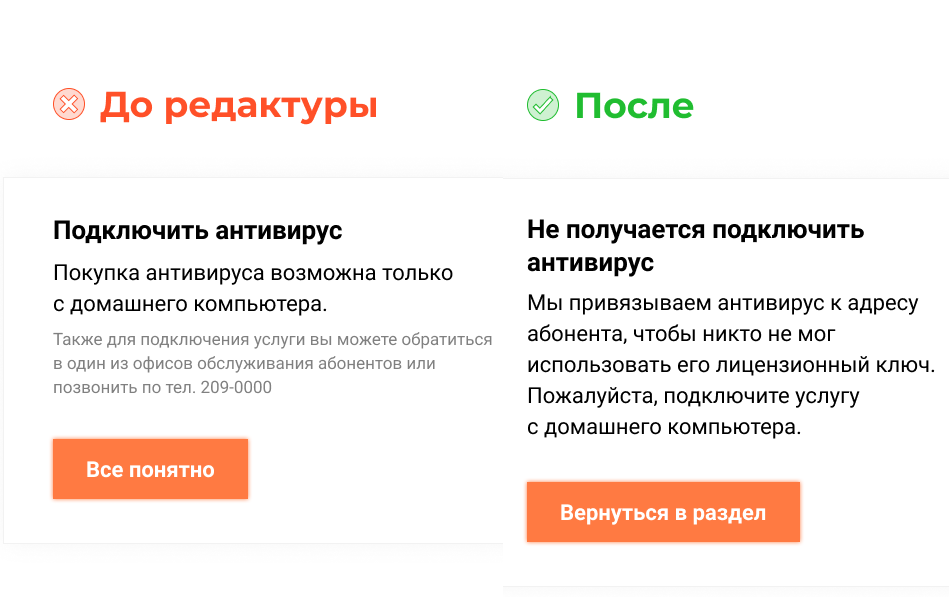 До редактуры
Подключить антивирус
Покупка антивируса возможна только
с домашнего компьютера.
Также для подключения услуги вы можете обратиться
в один из офисов обслуживания абонентов или
позвонить по тел. 209-0000
Все понятно
После
Не получается подключить
антивирус
Мы привязываем антивирус к адресу
абонента, чтобы никто не мог
использовать его лицензионный ключ.
Пожалуйста, подключите услугу
с домашнего компьютера.
Вернуться в раздел